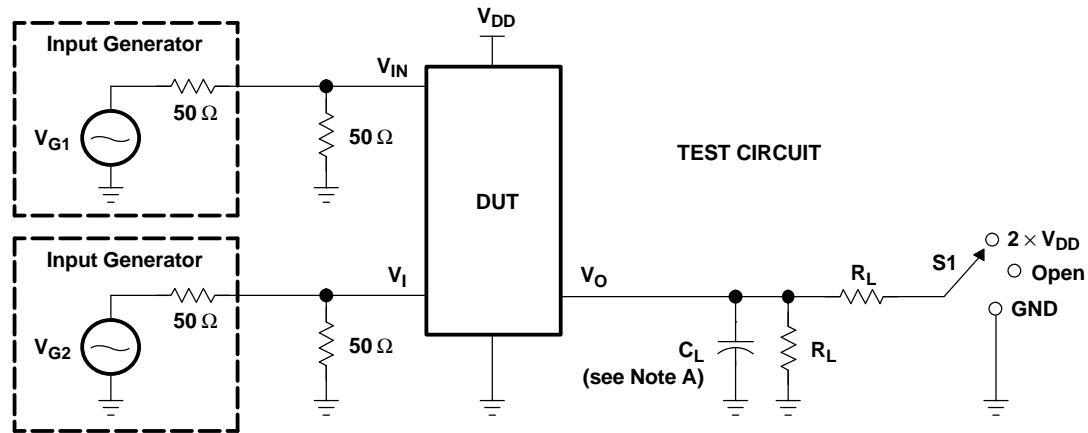 Input Generator
V_G1
50 Ω
50 Ω
V_IN
V_DD
DUT
TEST CIRCUIT
Input Generator
V_G2
50 Ω
50 Ω
V_I
V_O
C_L
(see Note A)
R_L
R_L
S1
2 × V_DD
Open
GND